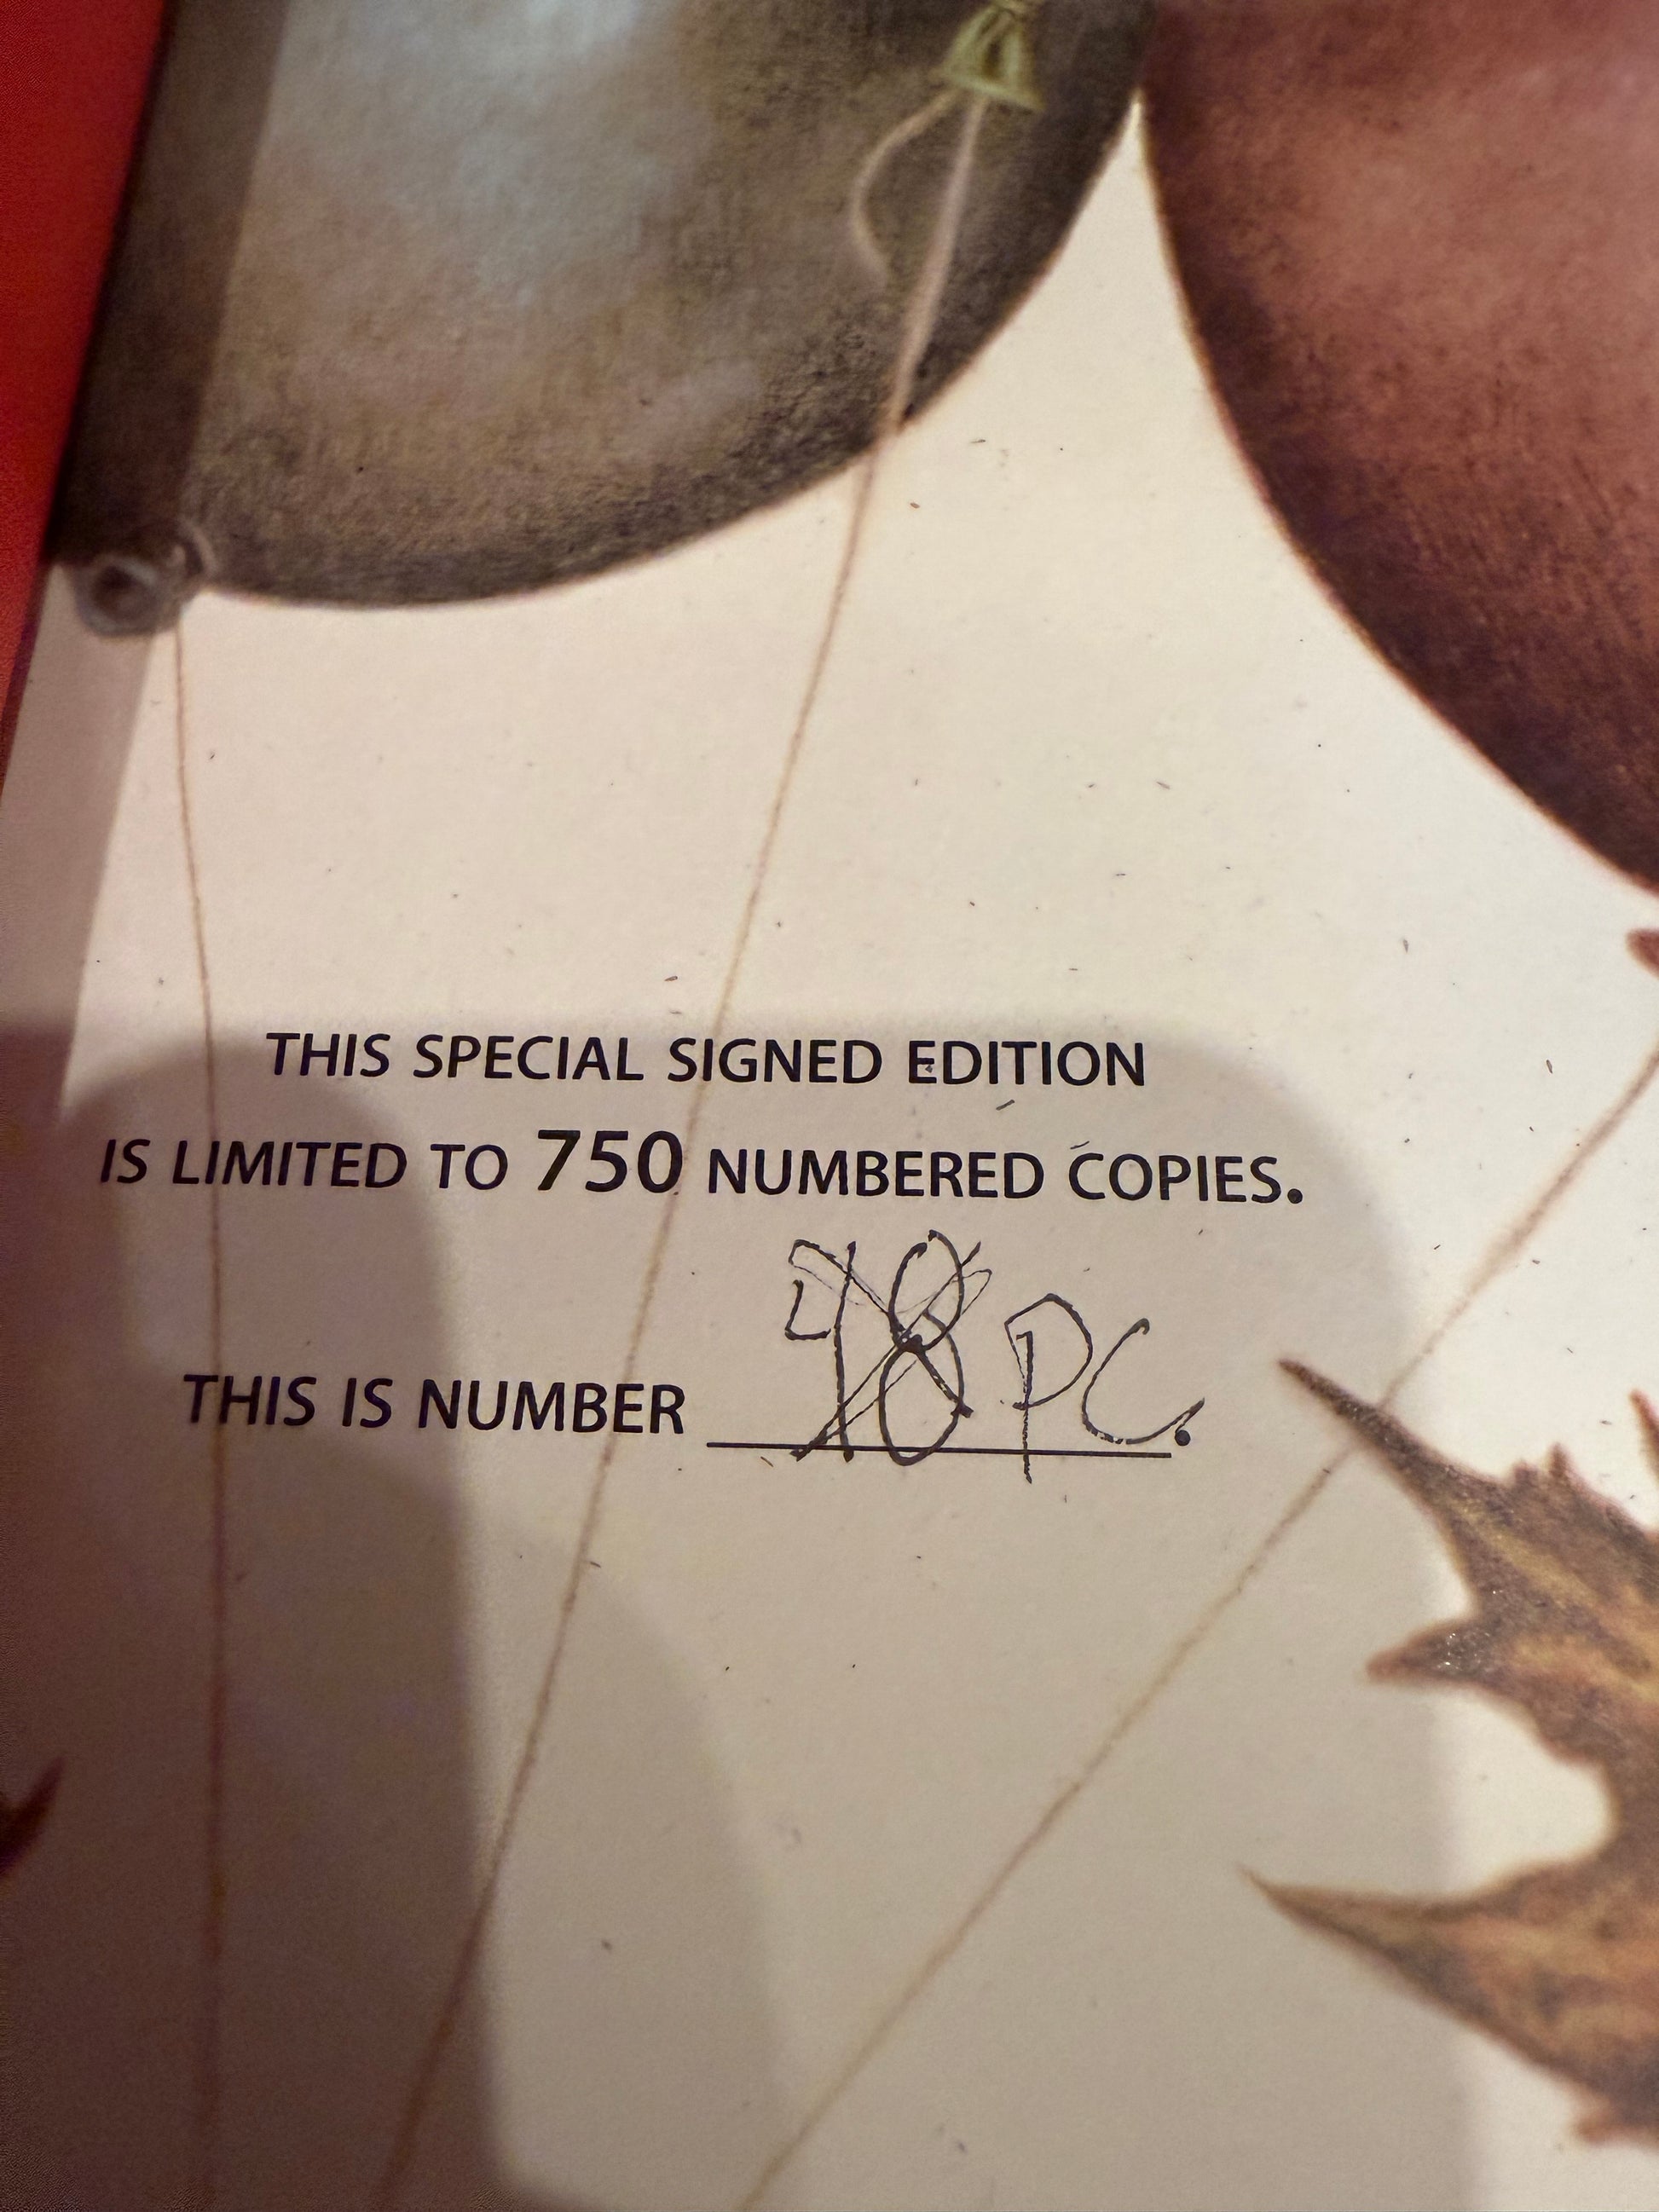 THIS SPECIAL SIGNED EDITION
IS LIMITED TO 750 NUMBERED COPIES.
THIS IS NUMBER 48 PC.